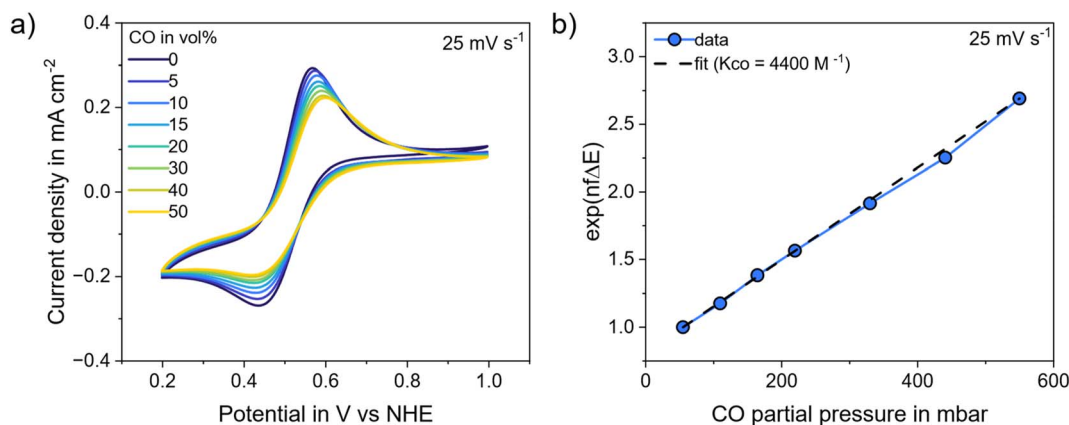 a)
CO in vol%
0
5
10
15
20
30
40
50
25 mV s⁻¹
Current density in mA cm⁻²
0.4
0.2
0.0
−0.2
−0.4
0.2
0.4
0.6
0.8
1.0
Potential in V vs NHE
b)
data
fit (Kco = 4400 M ⁻¹)
25 mV s⁻¹
exp(nfΔE)
3.0
2.5
2.0
1.5
1.0
0
200
400
600
CO partial pressure in mbar